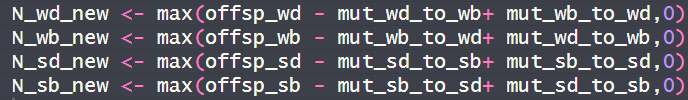 N_wd_new <- max(offsp_wd - mut_wd_to_wb+ mut_wb_to_wd,0)
N_wb_new <- max(offsp_wb - mut_wb_to_wd+ mut_wd_to_wb,0)
N_sd_new <- max(offsp_sd - mut_sd_to_sb+ mut_sb_to_sd,0)
N_sb_new <- max(offsp_sb - mut_sb_to_sd+ mut_sd_to_sb,0)